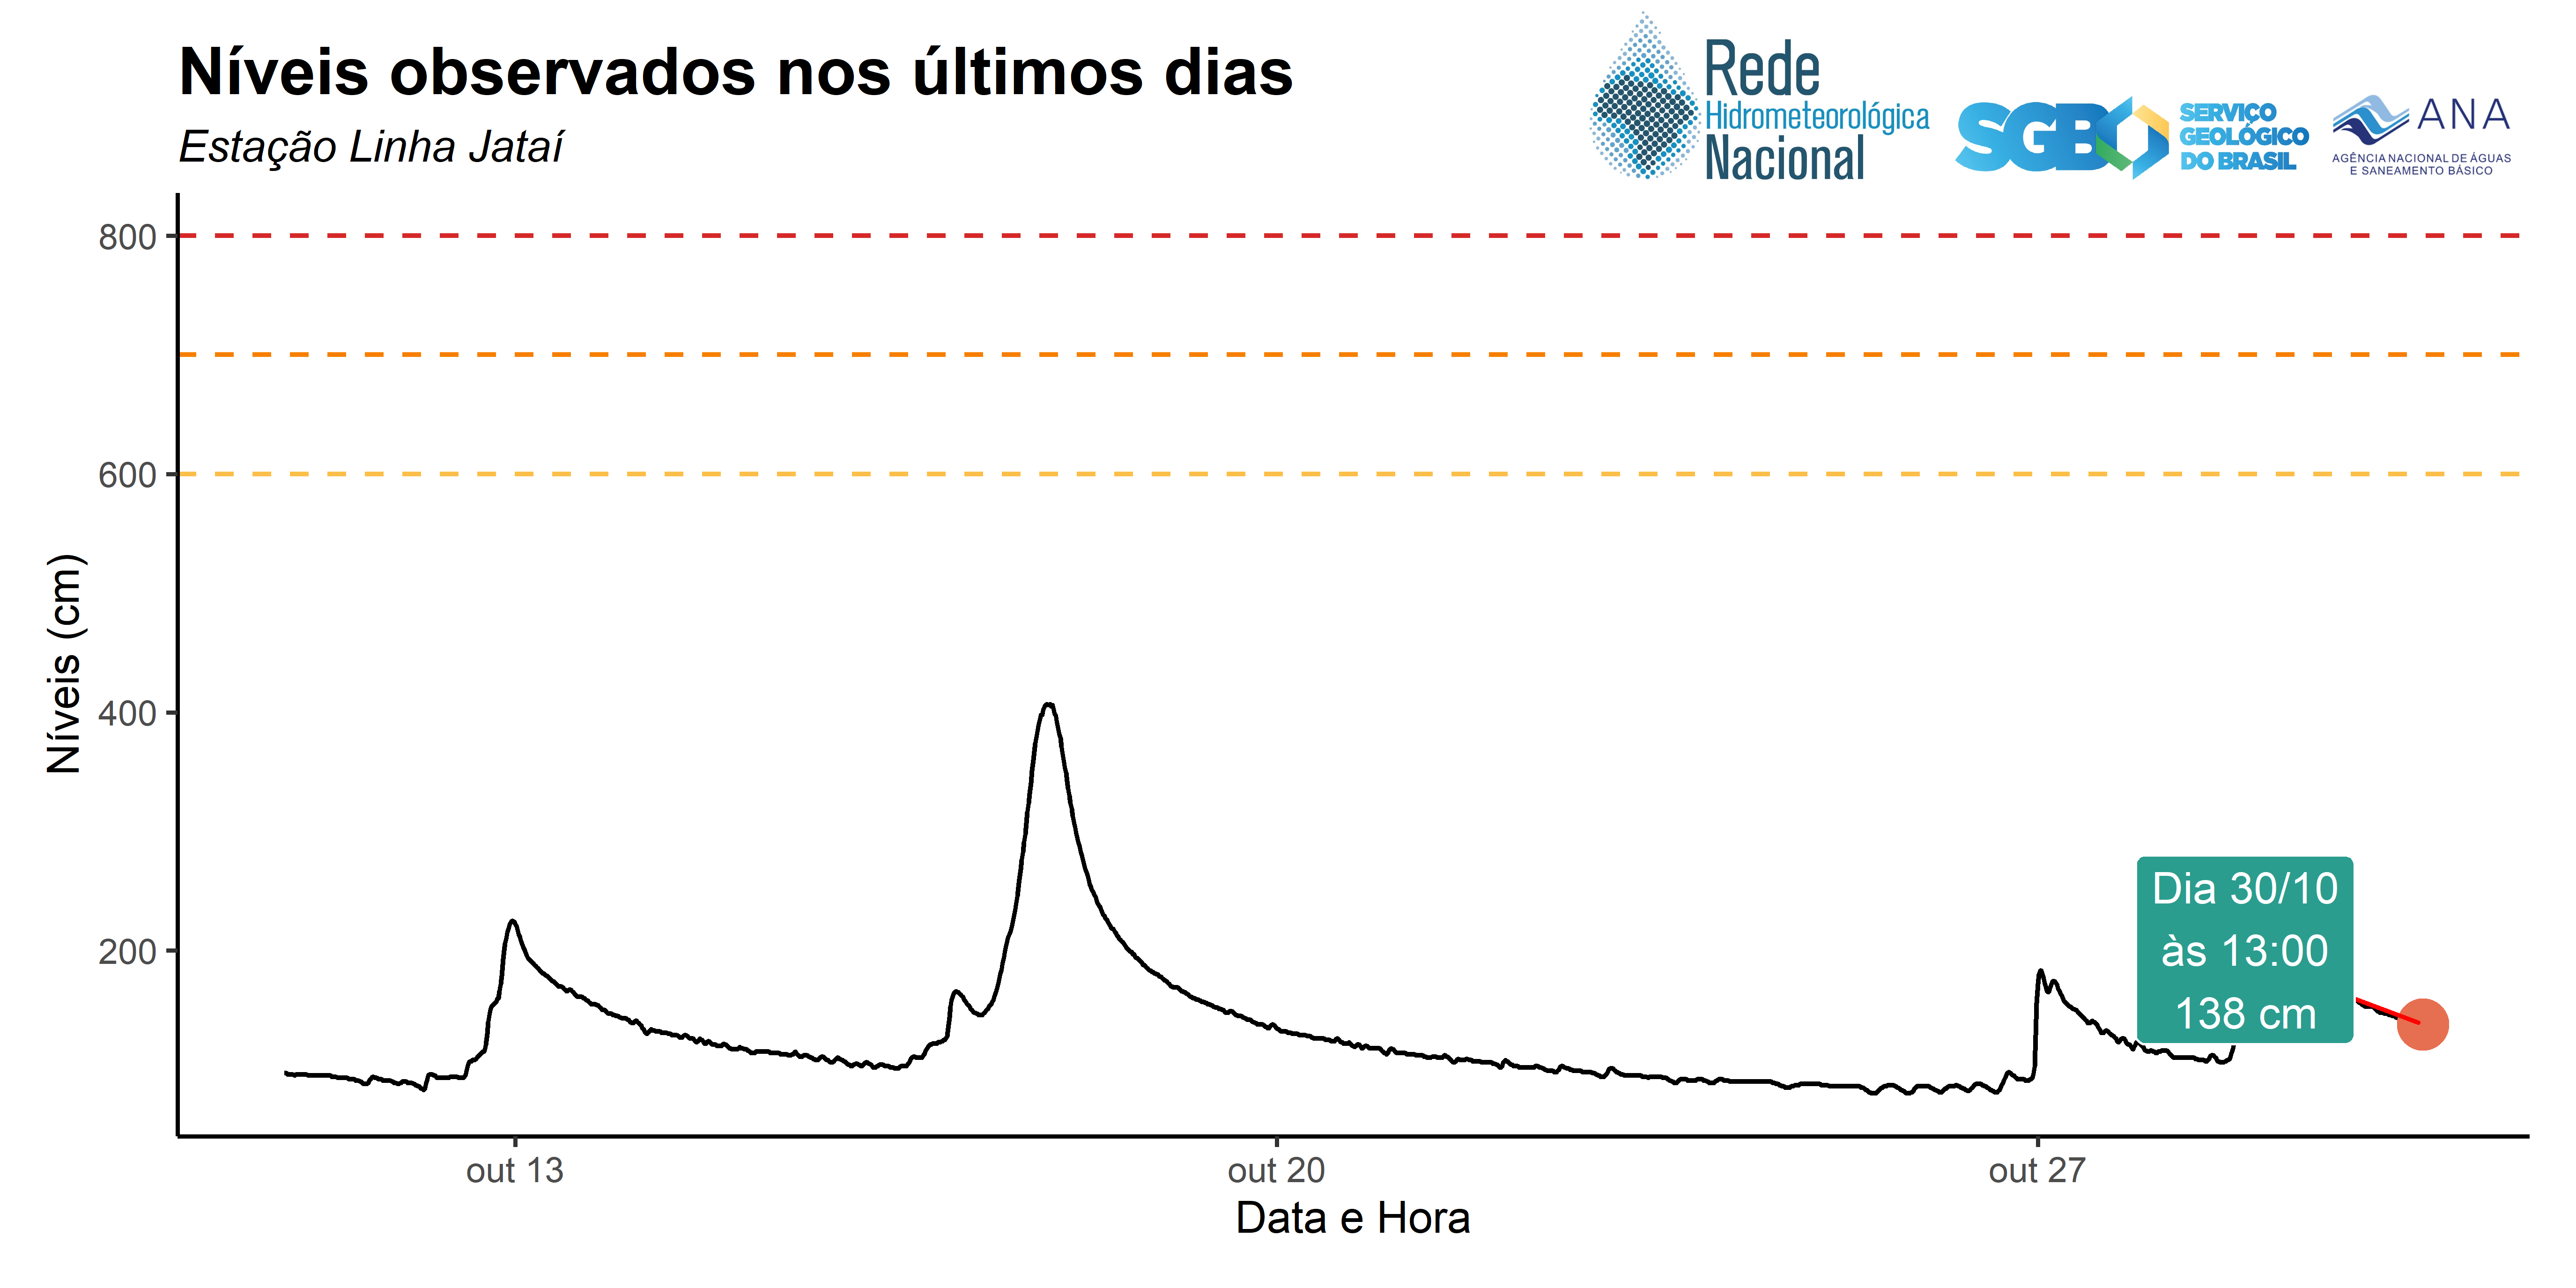 Níveis observados nos últimos dias
Estação Linha Jataí
Rede
Hidrometeorológica
Nacional
SGB
SERVIÇO
GEOLÓGICO
DO BRASIL
ANA
AGÊNCIA NACIONAL DE ÁGUAS
E SANEAMENTO BÁSICO
800
600
400
200
Níveis (cm)
Dia 30/10
às 13:00
138 cm
out 13
out 20
out 27
Data e Hora